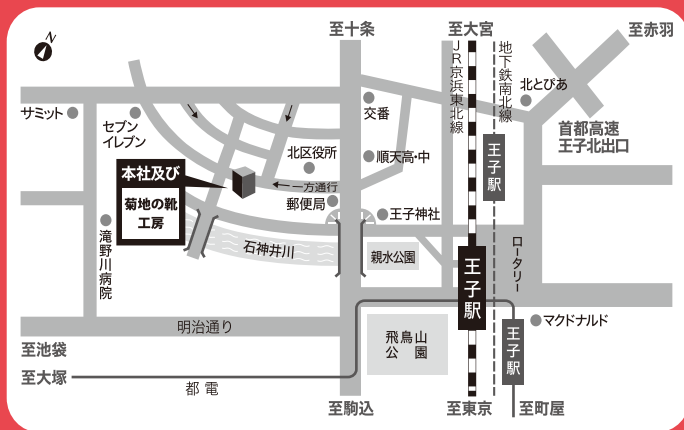 N
至十条
至大宮
至赤羽
JR京浜東北線
地下鉄南北線
北とぴあ
サミット
セブン
イレブン
交番
首都高速
王子北出口
北区役所
順天高・中
王子駅
本社及び
菊地の靴
工房
一方通行
郵便局
王子神社
滝野川病院
石神井川
親水公園
ロータリー
王子駅
明治通り
飛鳥山
公園
王子駅
マクドナルド
至池袋
至大塚
都電
至駒込
至東京
至町屋